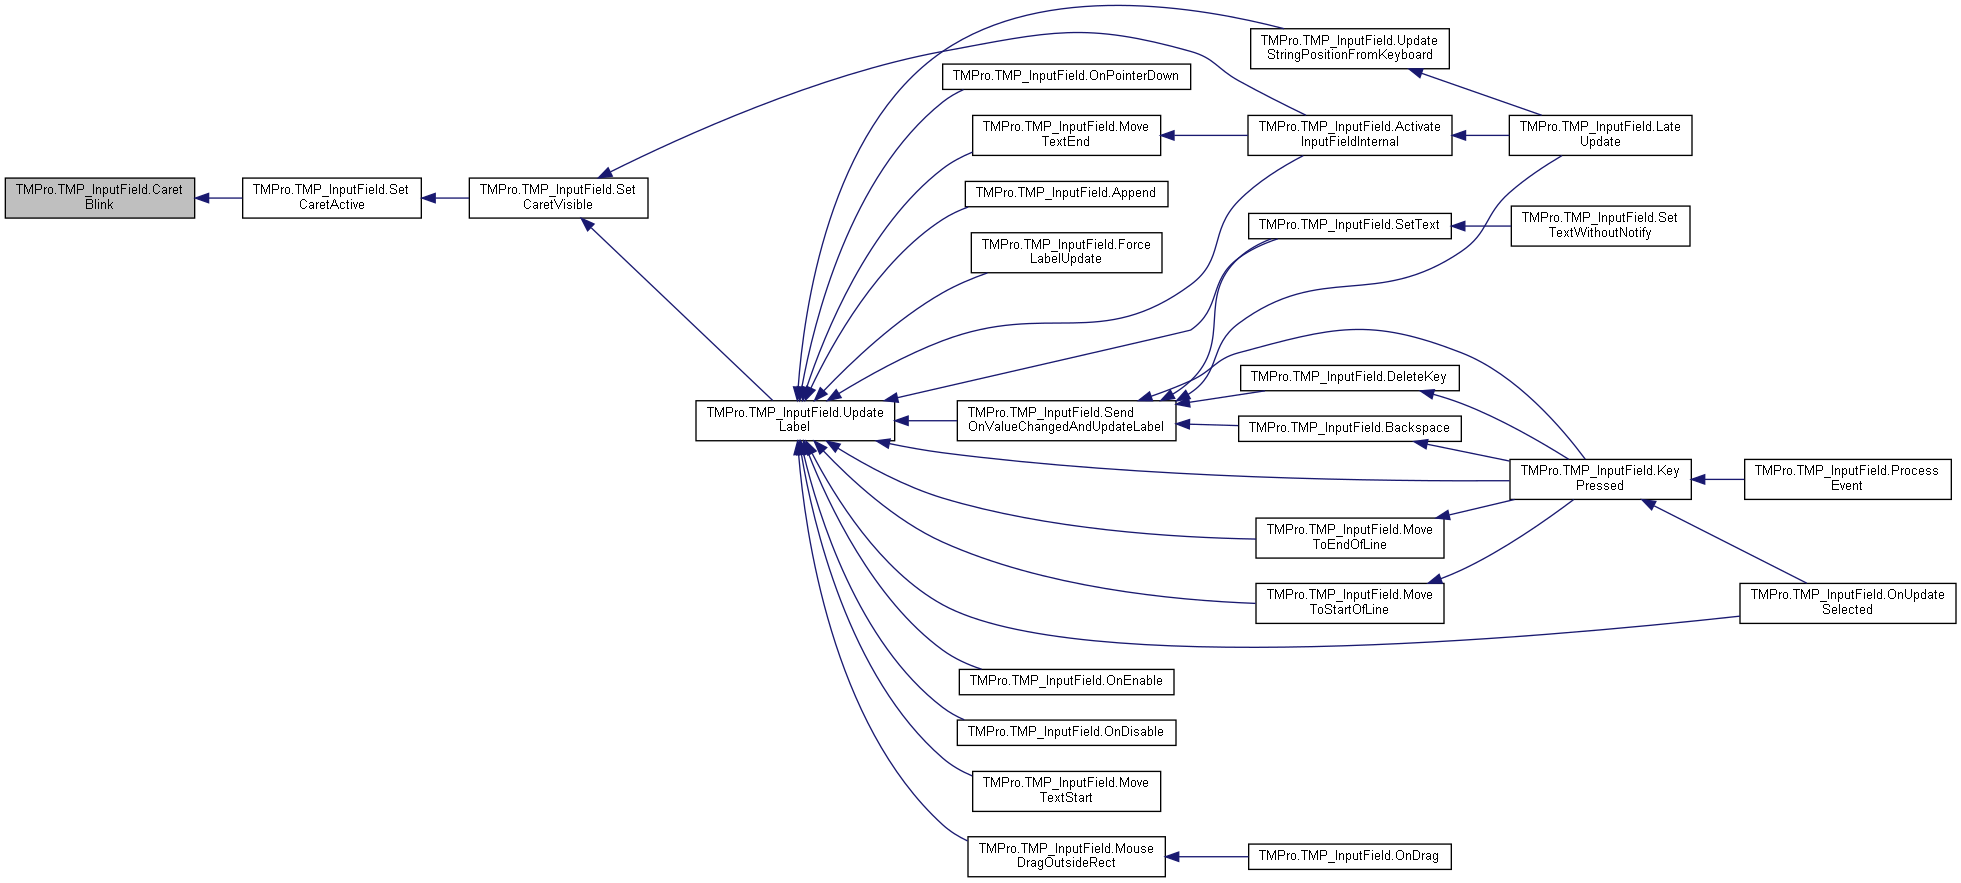 TMPro.TMP_InputField.Caret
Blink
TMPro.TMP_InputField.Set
CaretActive
TMPro.TMP_InputField.Set
CaretVisible
TMPro.TMP_InputField.Update
Label
TMPro.TMP_InputField.OnPointerDown
TMPro.TMP_InputField.Move
TextEnd
TMPro.TMP_InputField.Append
TMPro.TMP_InputField.Force
LabelUpdate
TMPro.TMP_InputField.Send
OnValueChangedAndUpdateLabel
TMPro.TMP_InputField.OnEnable
TMPro.TMP_InputField.OnDisable
TMPro.TMP_InputField.Move
TextStart
TMPro.TMP_InputField.Mouse
DragOutsideRect
TMPro.TMP_InputField.Update
StringPositionFromKeyboard
TMPro.TMP_InputField.Activate
InputFieldInternal
TMPro.TMP_InputField.SetText
TMPro.TMP_InputField.DeleteKey
TMPro.TMP_InputField.Backspace
TMPro.TMP_InputField.Move
ToEndOfLine
TMPro.TMP_InputField.Move
ToStartOfLine
TMPro.TMP_InputField.OnDrag
TMPro.TMP_InputField.Late
Update
TMPro.TMP_InputField.Set
TextWithoutNotify
TMPro.TMP_InputField.Key
Pressed
TMPro.TMP_InputField.Process
Event
TMPro.TMP_InputField.OnUpdate
Selected